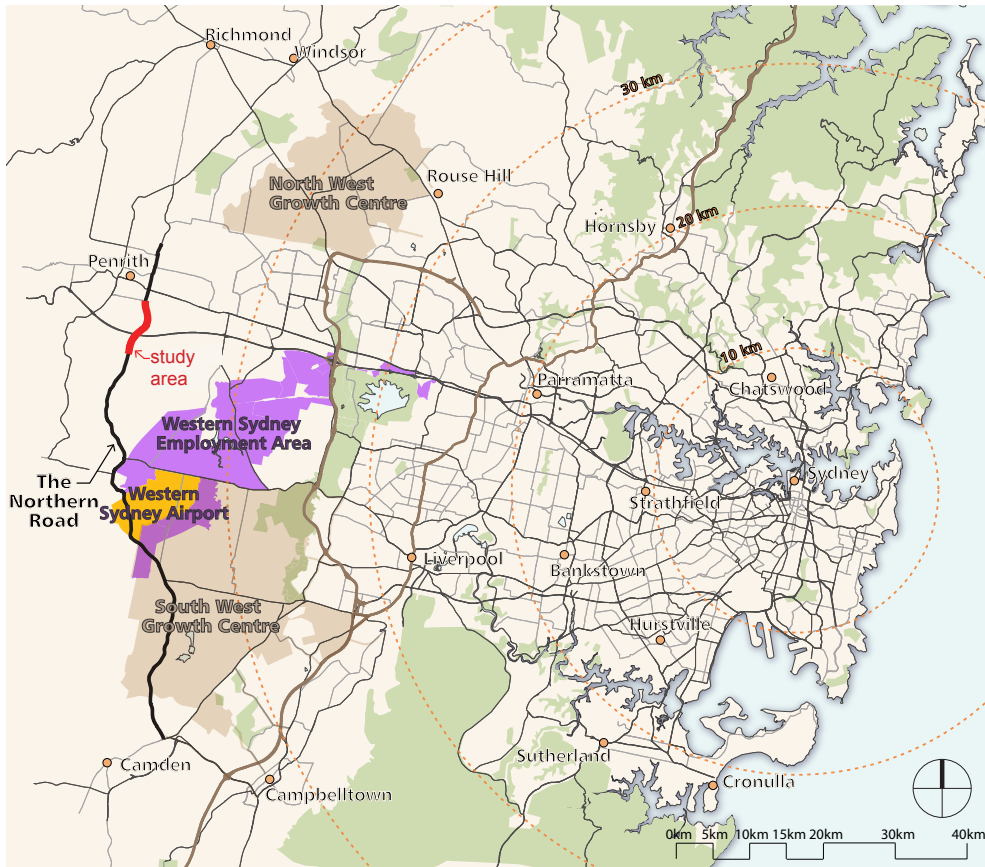 Richmond
Windsor
30 km
North West
Growth Centre
Rouse Hill
Hornsby
20 km
Penrith
study
area
10 km
Parramatta
Chatswood
Western Sydney
Employment Area
The
Northern
Road
Western
Sydney Airport
Sydney
Strathfield
Liverpool
Bankstown
South West
Growth Centre
Hurstville
Sutherland
Camden
Campbelltown
Cronulla
0km 5km 10km 15km 20km 30km 40km